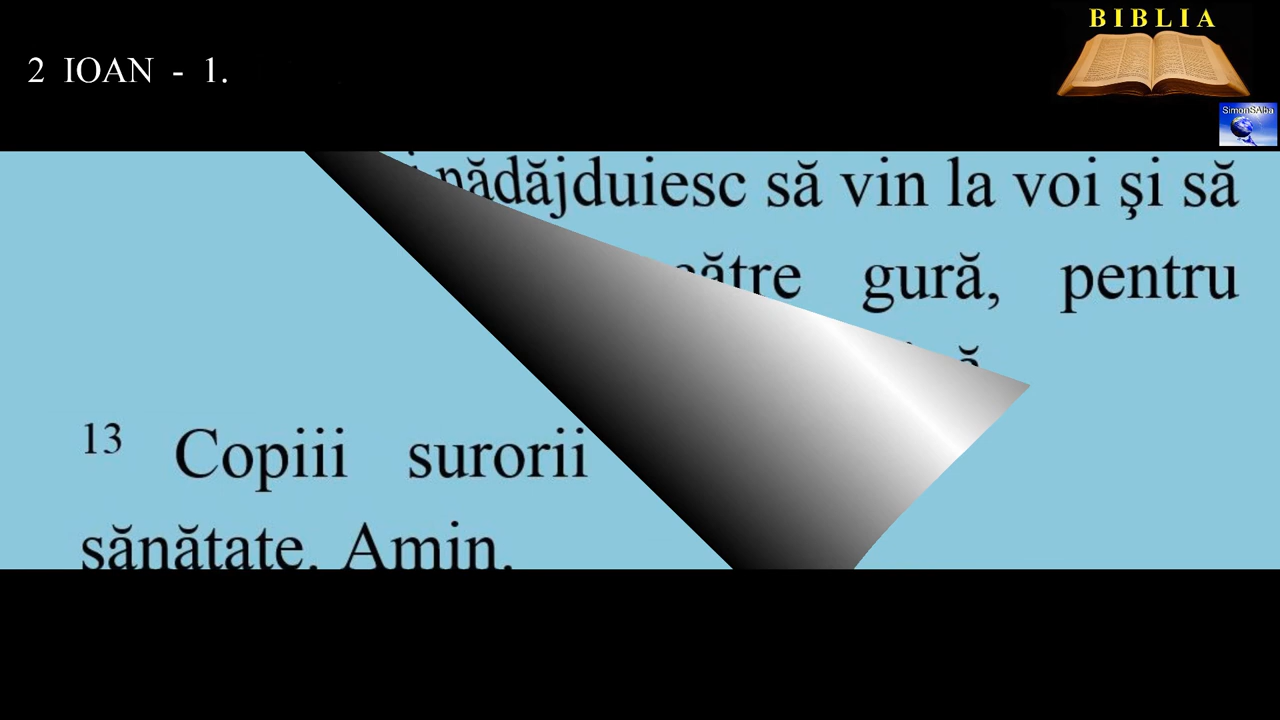 BIBLIA
2 IOAN - 1.
SimonSAlba
nădăjduiesc să vin la voi şi să
către gură, pentru
13 Copiii surorii
sănătate. Amin.